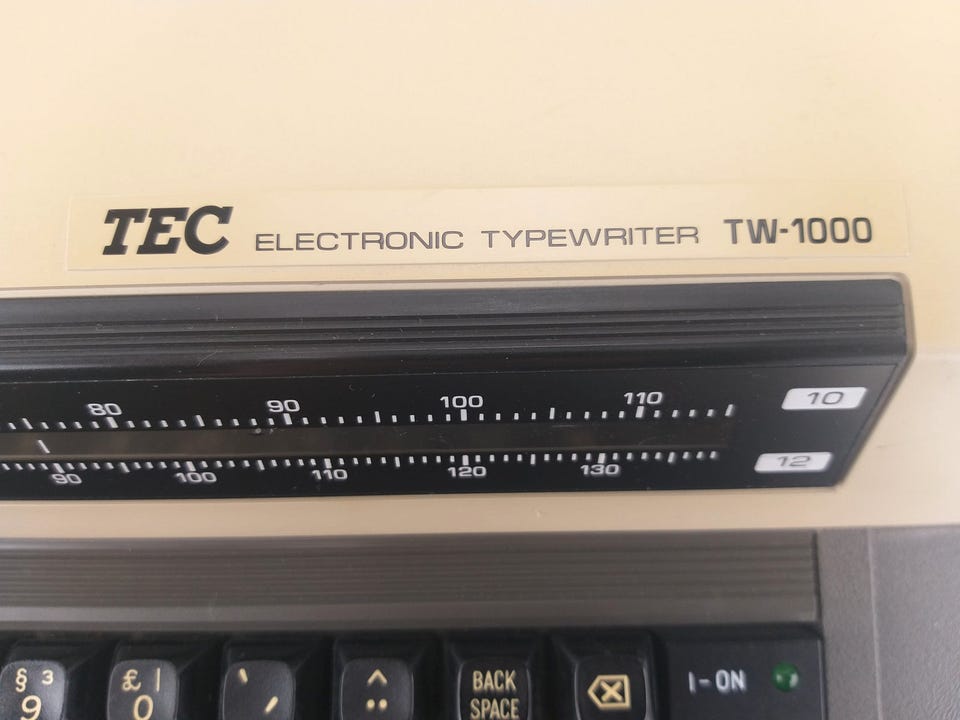 TEC ELECTRONIC TYPEWRITER TW-1000
80 90 100 110 10
90 100 110 120 130 12
§ 3 £ | ` ^ BACK I-ON
9 0 ´ ¨ SPACE